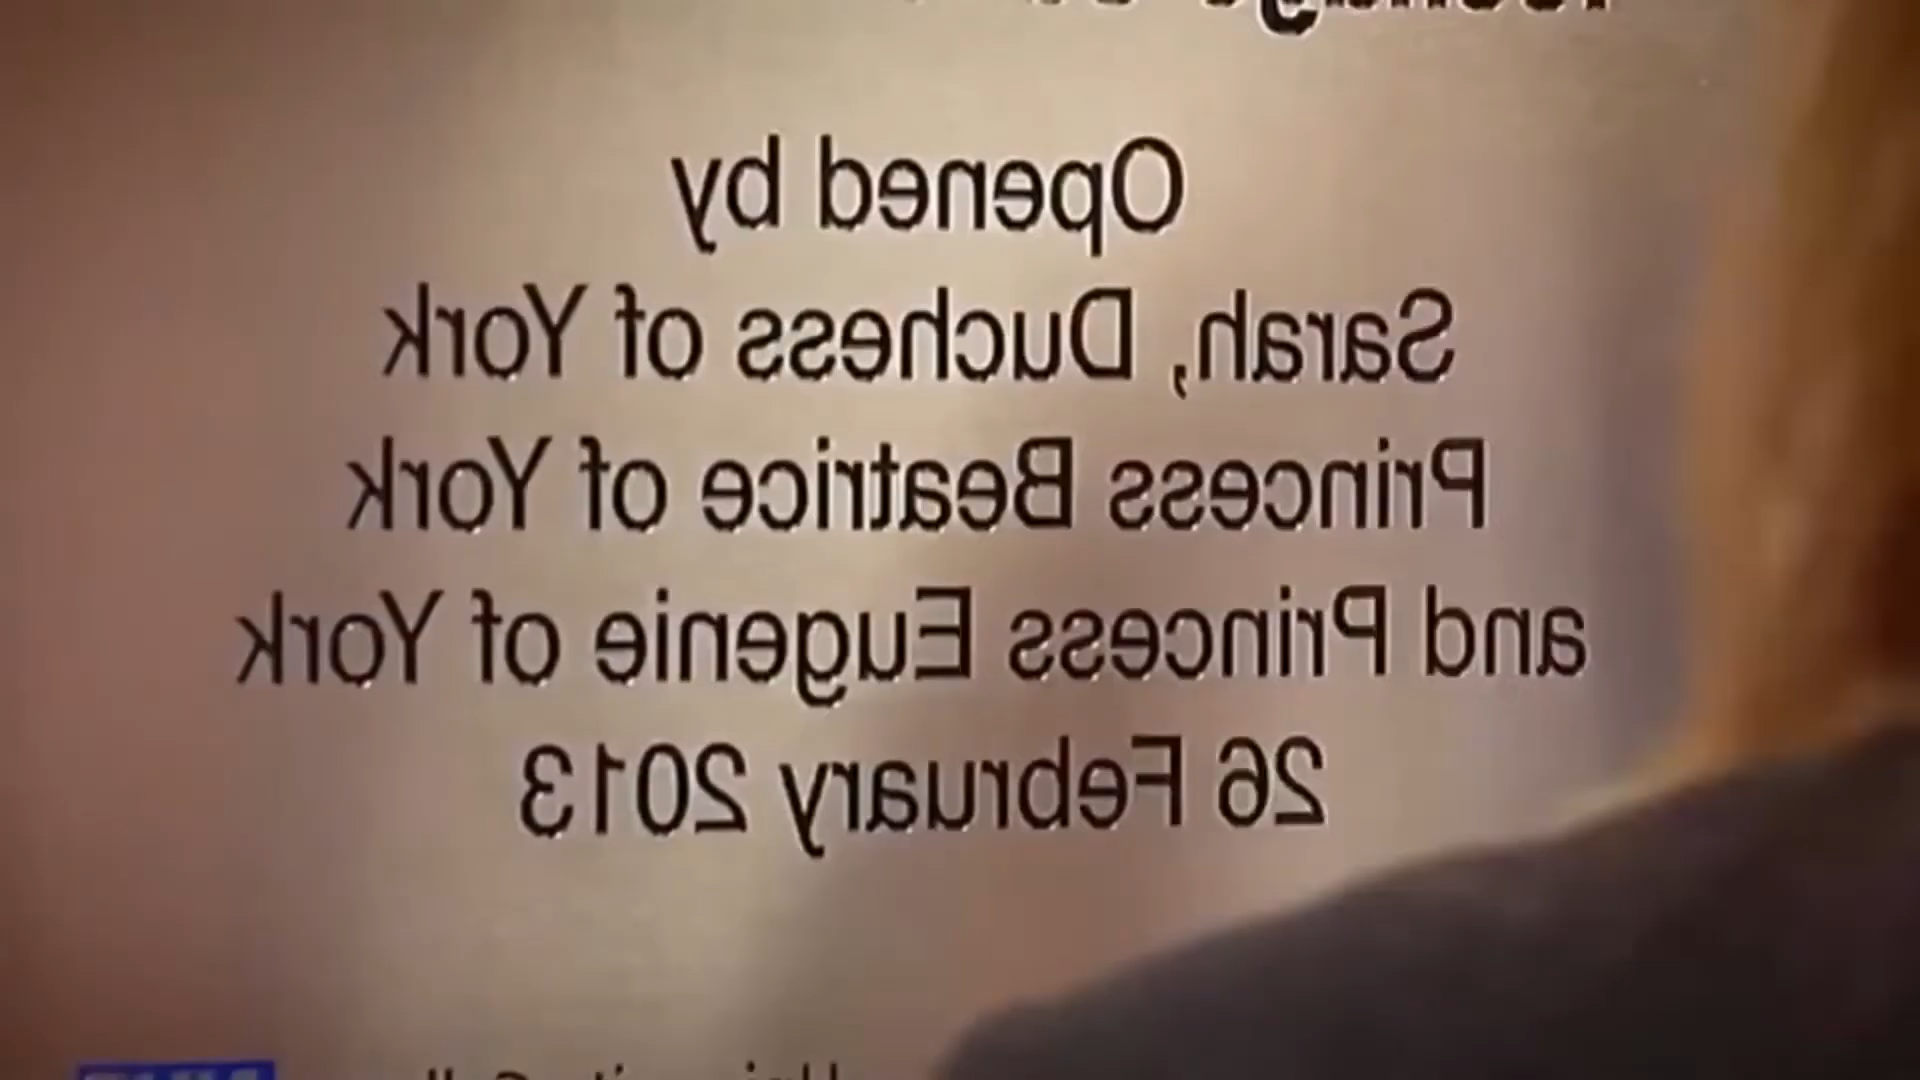 Opened by
Sarah, Duchess of York
Princess Beatrice of York
and Princess Eugenie of York
26 February 2013